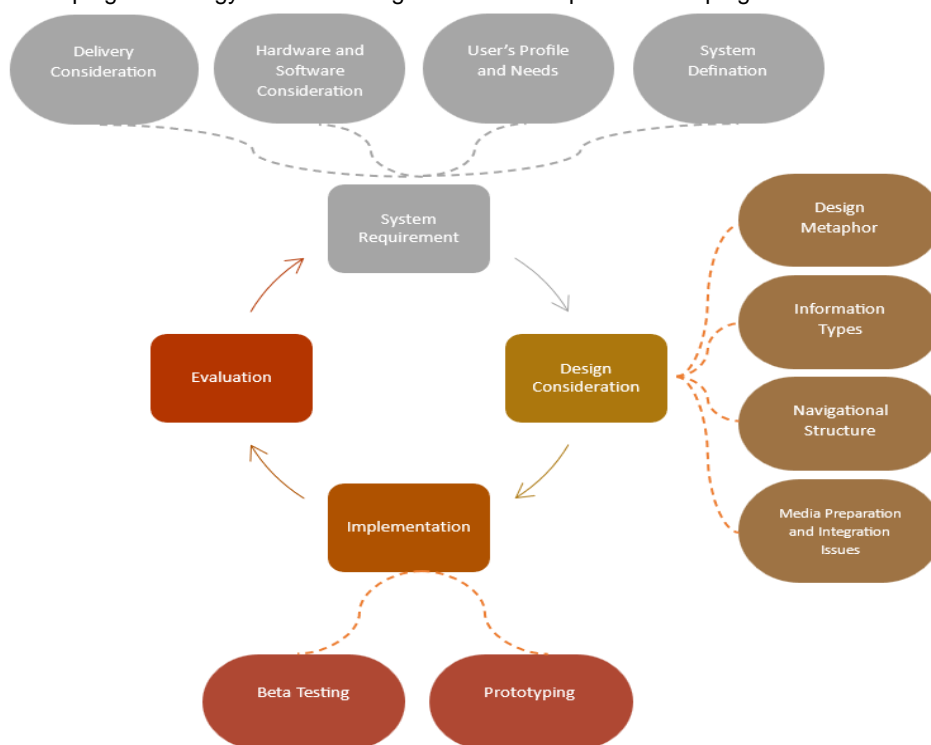 Delivery
Consideration
Hardware and
Software
Consideration
User's Profile
and Needs
System
Defination
System
Requirement
Design
Metaphor
Information
Types
Evaluation
Design
Consideration
Navigational
Structure
Implementation
Media Preparation
and Integration
Issues
Beta Testing
Prototyping